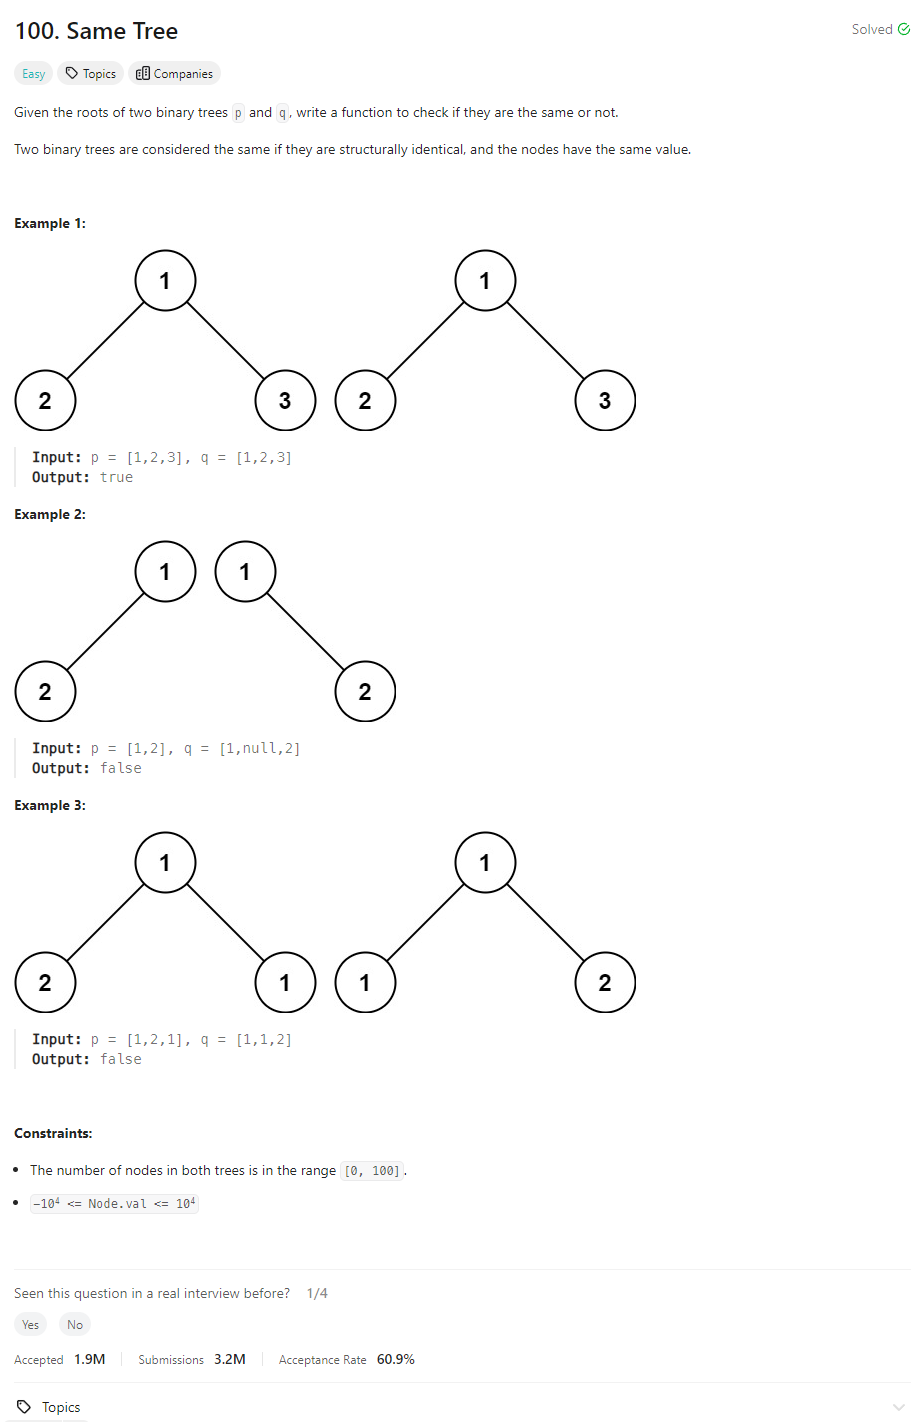 100. Same Tree
Solved
Easy Topics Companies
Given the roots of two binary trees p and q, write a function to check if they are the same or not.
Two binary trees are considered the same if they are structurally identical, and the nodes have the same value.
Example 1:
1 1
2 3 2 3
Input: p = [1,2,3], q = [1,2,3]
Output: true
Example 2:
1 1
2 2
Input: p = [1,2], q = [1,null,2]
Output: false
Example 3:
1 1
2 1 1 2
Input: p = [1,2,1], q = [1,1,2]
Output: false
Constraints:
• The number of nodes in both trees is in the range [0, 100].
• -10⁴ <= Node.val <= 10⁴
Seen this question in a real interview before? 1/4
Yes No
Accepted 1.9M Submissions 3.2M Acceptance Rate 60.9%
Topics